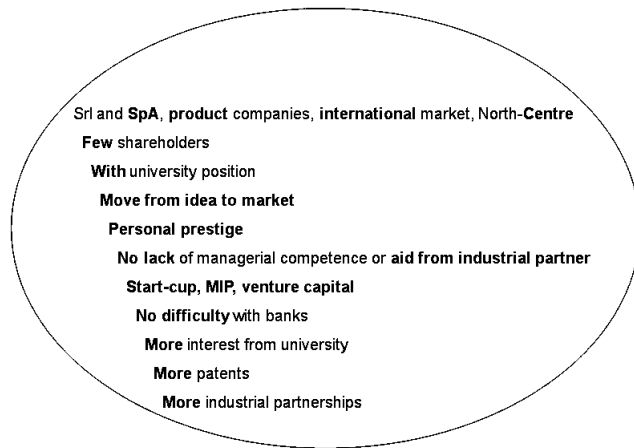 Srl and SpA, product companies, international market, North-Centre
Few shareholders
With university position
Move from idea to market
Personal prestige
No lack of managerial competence or aid from industrial partner
Start-cup, MIP, venture capital
No difficulty with banks
More interest from university
More patents
More industrial partnerships